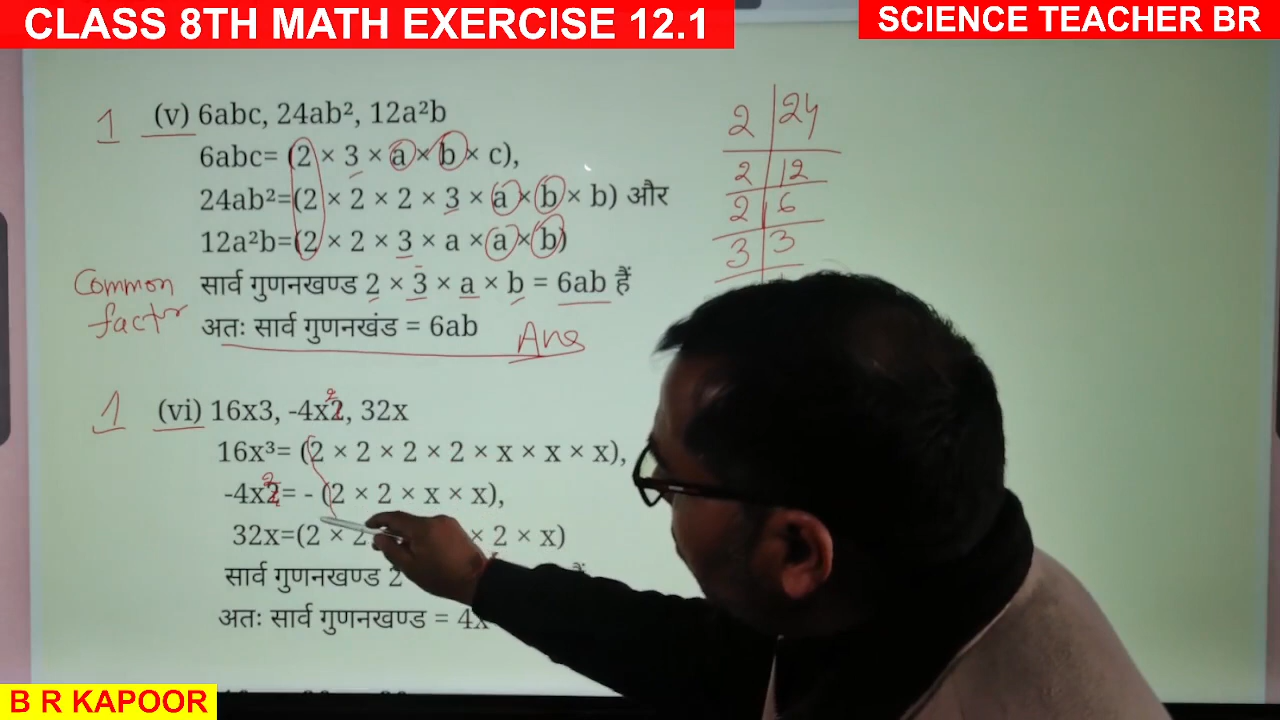 CLASS 8TH MATH EXERCISE 12.1
SCIENCE TEACHER BR
1 (v) 6abc, 24ab², 12a²b
6abc= (2 × 3 × a × b × c),
24ab²=(2 × 2 × 2 × 3 × a × b × b) और
12a²b=(2 × 2 × 3 × a × a × b)
Common factor
सार्व गुणनखण्ड 2 × 3 × a × b = 6ab हैं
अतः सार्व गुणनखंड = 6ab Ans
2 24
2 12
2 6
3 3
1 (vi) 16x3, -4x2, 32x
16x³= (2 × 2 × 2 × 2 × x × x × x),
-4x2= - (2 × 2 × x × x),
32x=(2 × 2 × 2 × x)
सार्व गुणनखण्ड 2
अतः सार्व गुणनखण्ड = 4x
B R KAPOOR